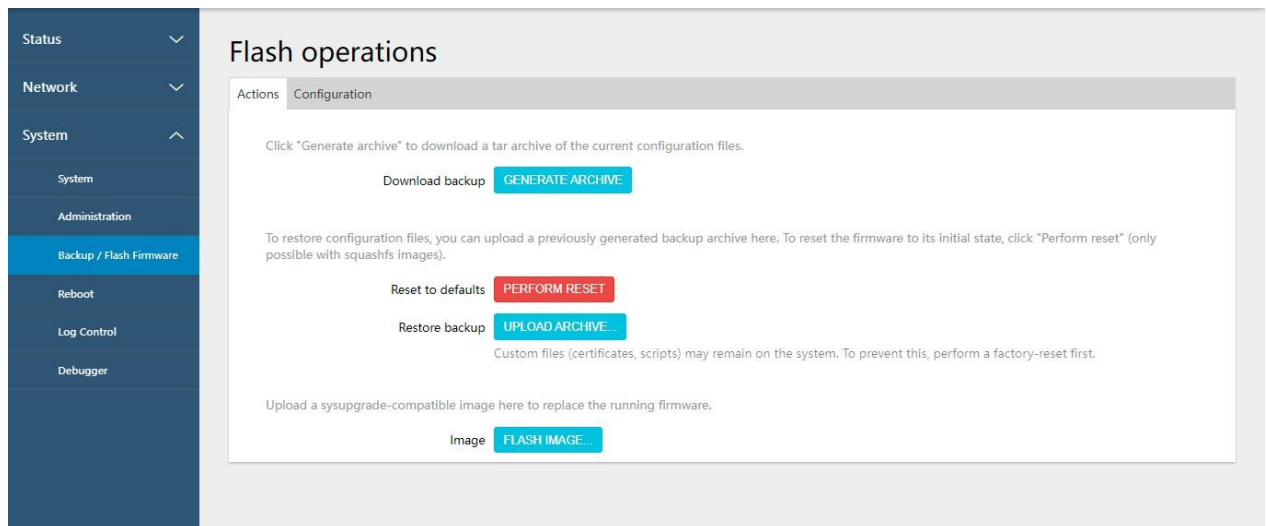 Status
Network
System
System
Administration
Backup / Flash Firmware
Reboot
Log Control
Debugger
Flash operations
Actions Configuration
Click "Generate archive" to download a tar archive of the current configuration files.
Download backup GENERATE ARCHIVE
To restore configuration files, you can upload a previously generated backup archive here. To reset the firmware to its initial state, click "Perform reset" (only
possible with squashfs images).
Reset to defaults PERFORM RESET
Restore backup UPLOAD ARCHIVE...
Custom files (certificates, scripts) may remain on the system. To prevent this, perform a factory-reset first.
Upload a sysupgrade-compatible image here to replace the running firmware.
Image FLASH IMAGE...